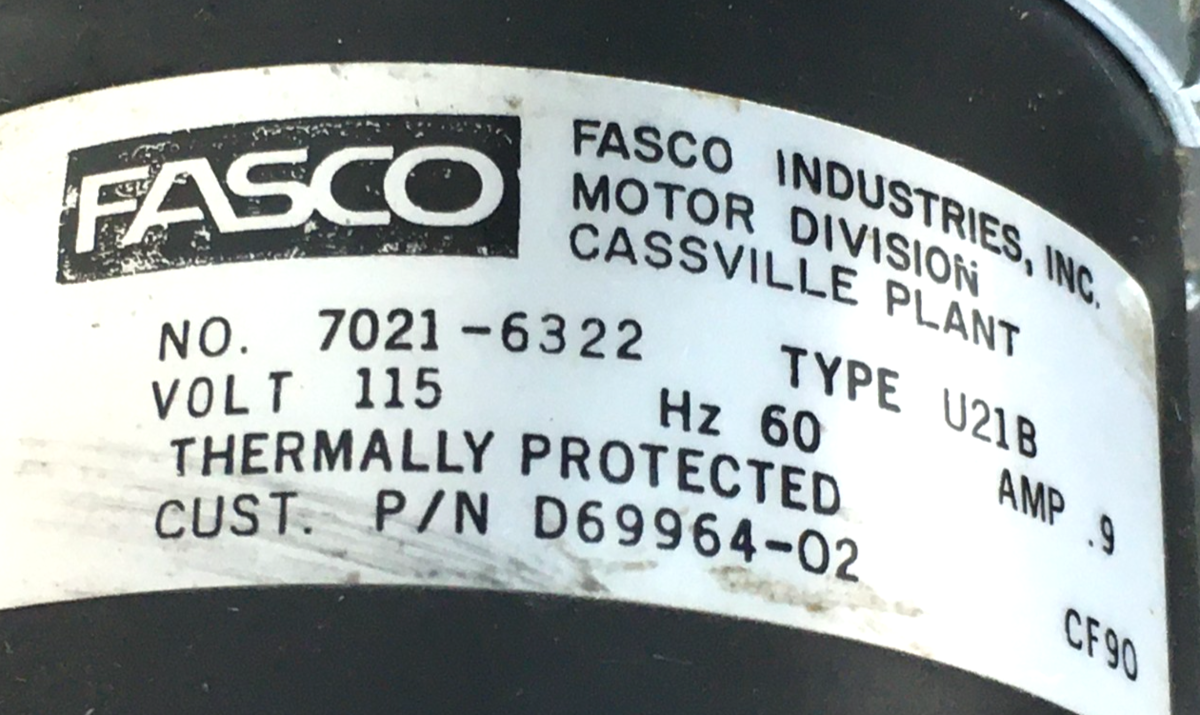 FASCO
FASCO INDUSTRIES, INC.
MOTOR DIVISION
CASSVILLE PLANT
NO. 7021-6322 TYPE U21B
VOLT 115 Hz 60 AMP .9
THERMALLY PROTECTED
CUST. P/N D69964-02 CF90